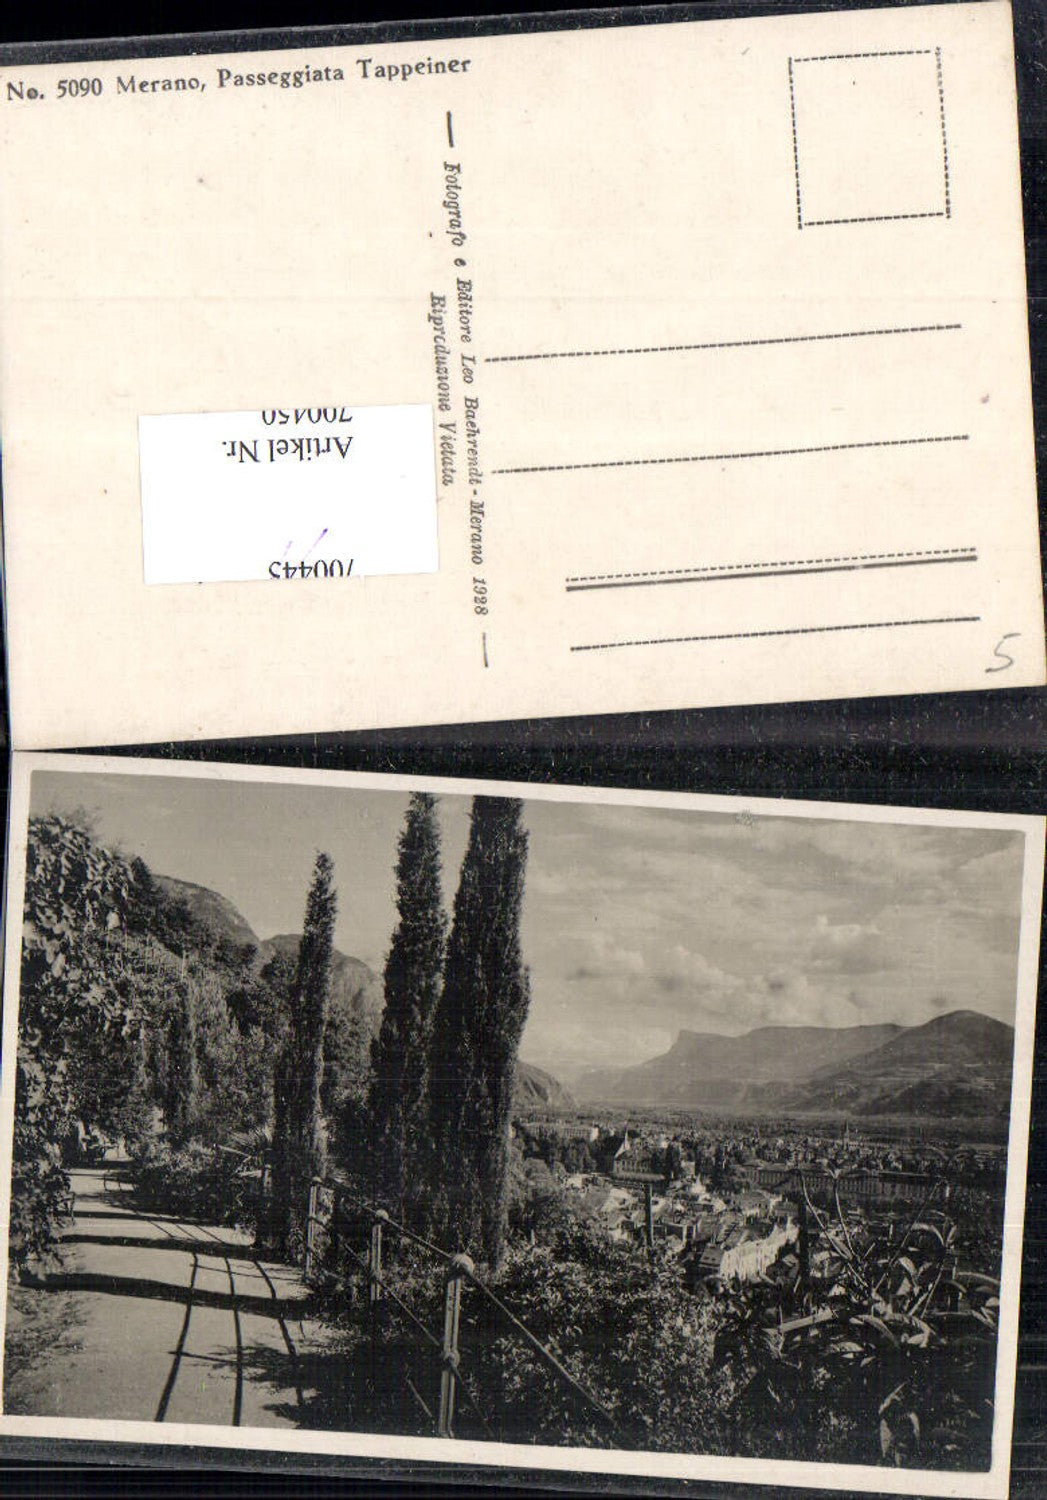 No. 5090 Merano, Passeggiata Tappeiner
— Fotografo e Editore Leo Baehrendt - Merano 1928 —
Riproduzione Vietata
700445
Artikel Nr.
700450
5